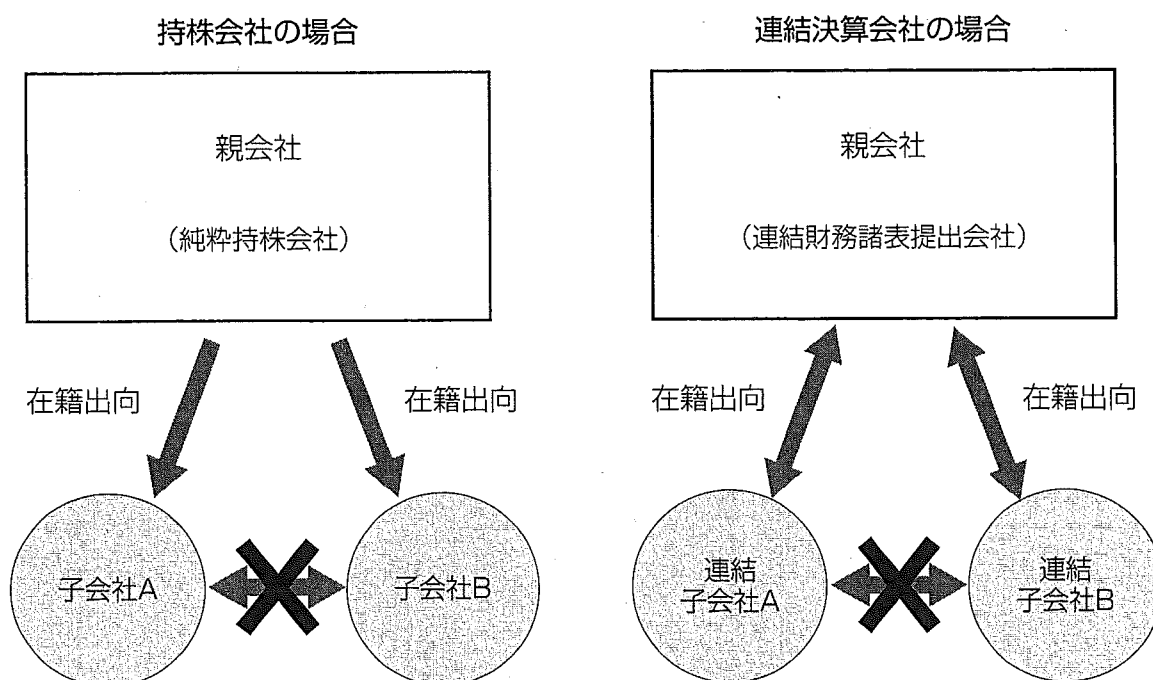 持株会社の場合
親会社
（純粋持株会社）
在籍出向
在籍出向
子会社A
子会社B
連結決算会社の場合
親会社
（連結財務諸表提出会社）
在籍出向
在籍出向
連結
子会社A
連結
子会社B